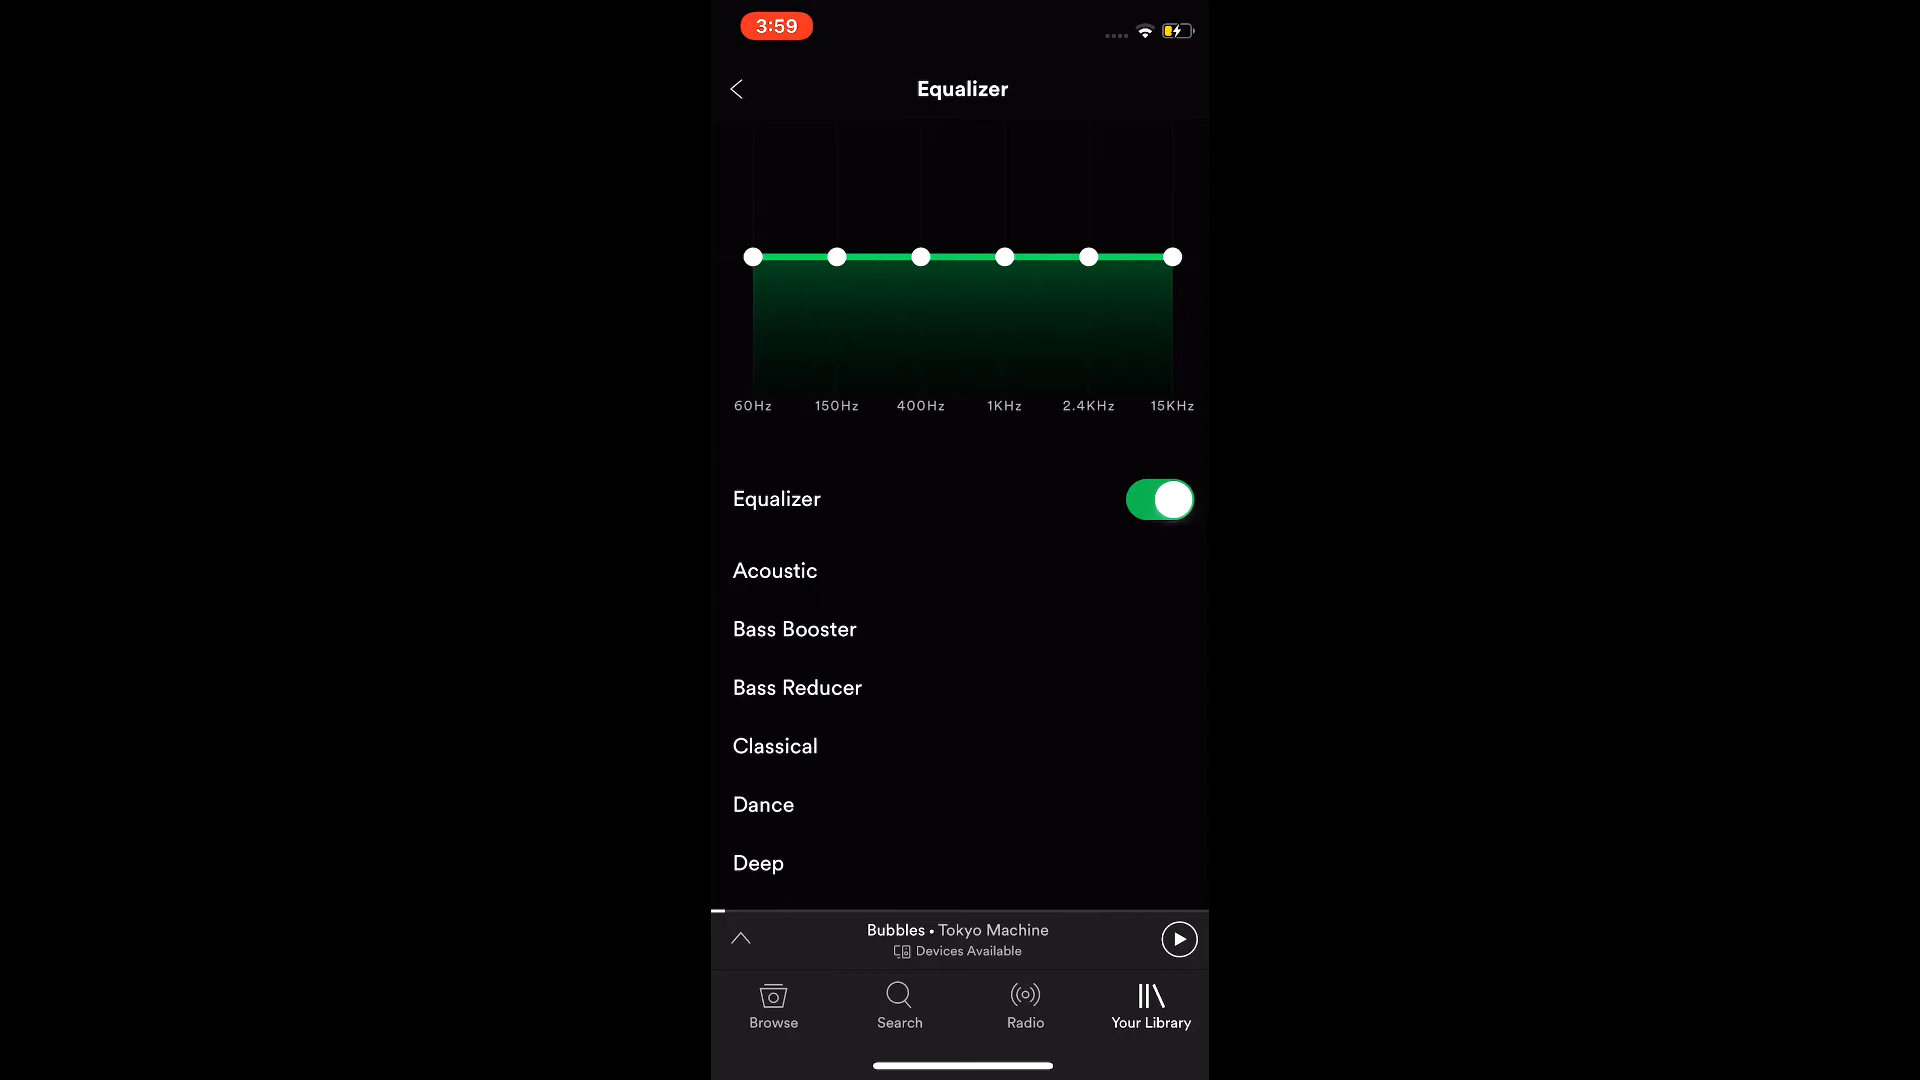 3:59
Equalizer
60Hz 150Hz 400Hz 1KHz 2.4KHz 15KHz
Equalizer
Acoustic
Bass Booster
Bass Reducer
Classical
Dance
Deep
Bubbles • Tokyo Machine
Devices Available
Browse Search Radio Your Library